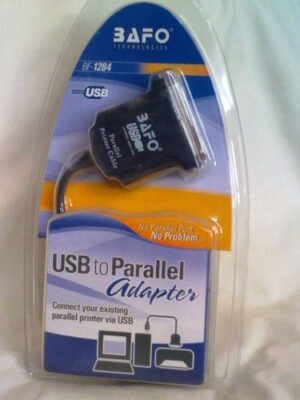 BAFO
TECHNOLOGIES
BF-1284
USB
BAFO
USB
Parallel
Printer Cable
No Parallel Port
No Problem...
USB to Parallel
Adapter
Connect your existing
parallel printer via USB